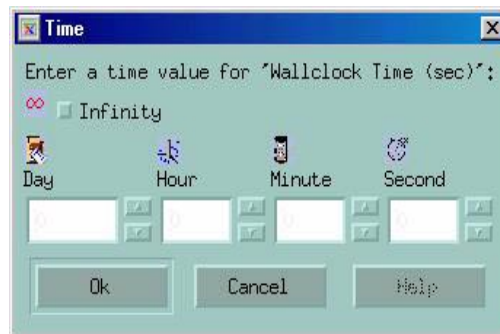 Time
Enter a time value for "Wallclock Time (sec)":
∞ Infinity
Day Hour Minute Second
0 0 0 0
Ok Cancel Help